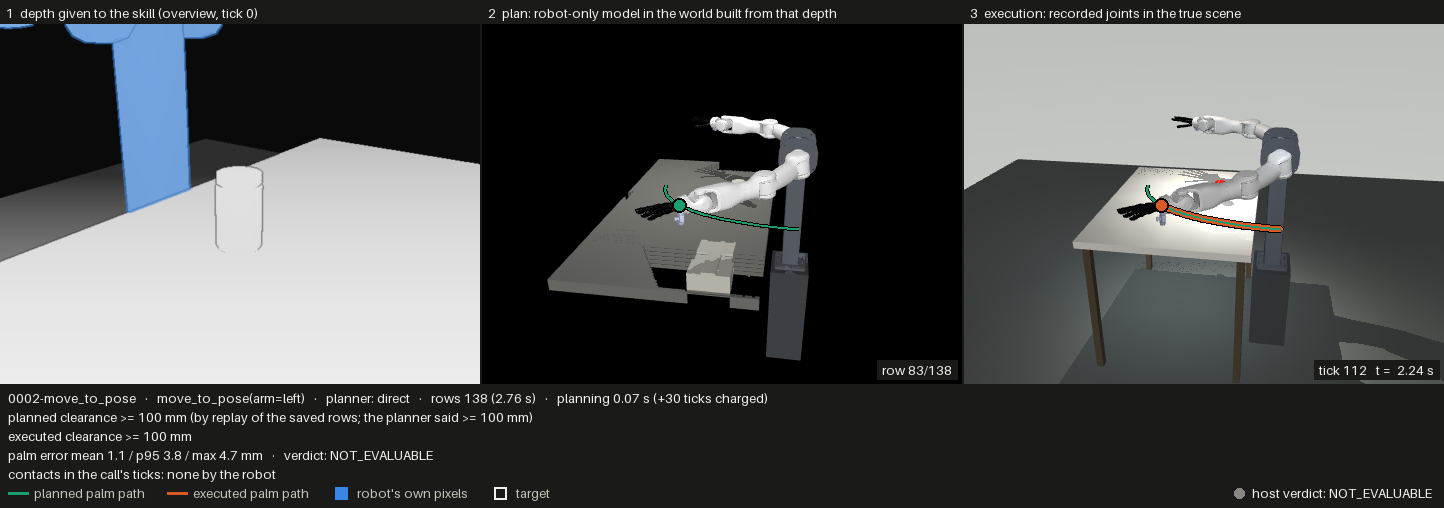 1 depth given to the skill (overview, tick 0)
2 plan: robot-only model in the world built from that depth
3 execution: recorded joints in the true scene
row 83/138
tick 112 t = 2.24 s
0002-move_to_pose · move_to_pose(arm=left) · planner: direct · rows 138 (2.76 s) · planning 0.07 s (+30 ticks charged)
planned clearance >= 100 mm (by replay of the saved rows; the planner said >= 100 mm)
executed clearance >= 100 mm
palm error mean 1.1 / p95 3.8 / max 4.7 mm · verdict: NOT_EVALUABLE
contacts in the call's ticks: none by the robot
planned palm path executed palm path robot's own pixels target host verdict: NOT_EVALUABLE